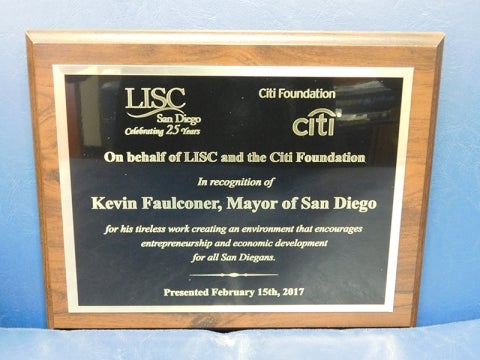 LISC
San Diego
Celebrating 25 Years
Citi Foundation
citi
On behalf of LISC and the Citi Foundation
In recognition of
Kevin Faulconer, Mayor of San Diego
for his tireless work creating an environment that encourages
entrepreneurship and economic development
for all San Diegans.
Presented February 15th, 2017